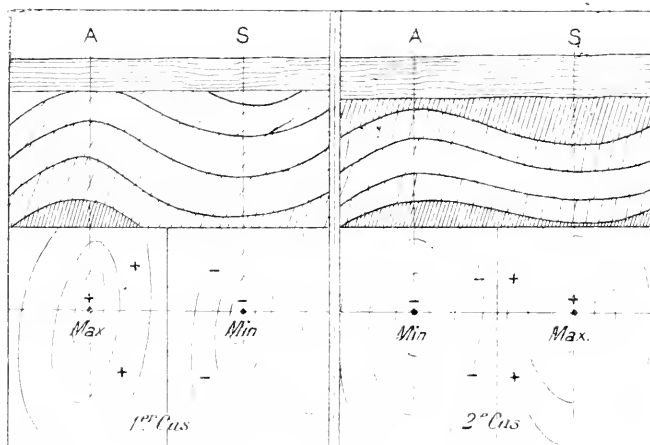 A S A S
+ - - +
+ - - +
Max Min Min Max.
+ - - +
1er Cas 2e Cas